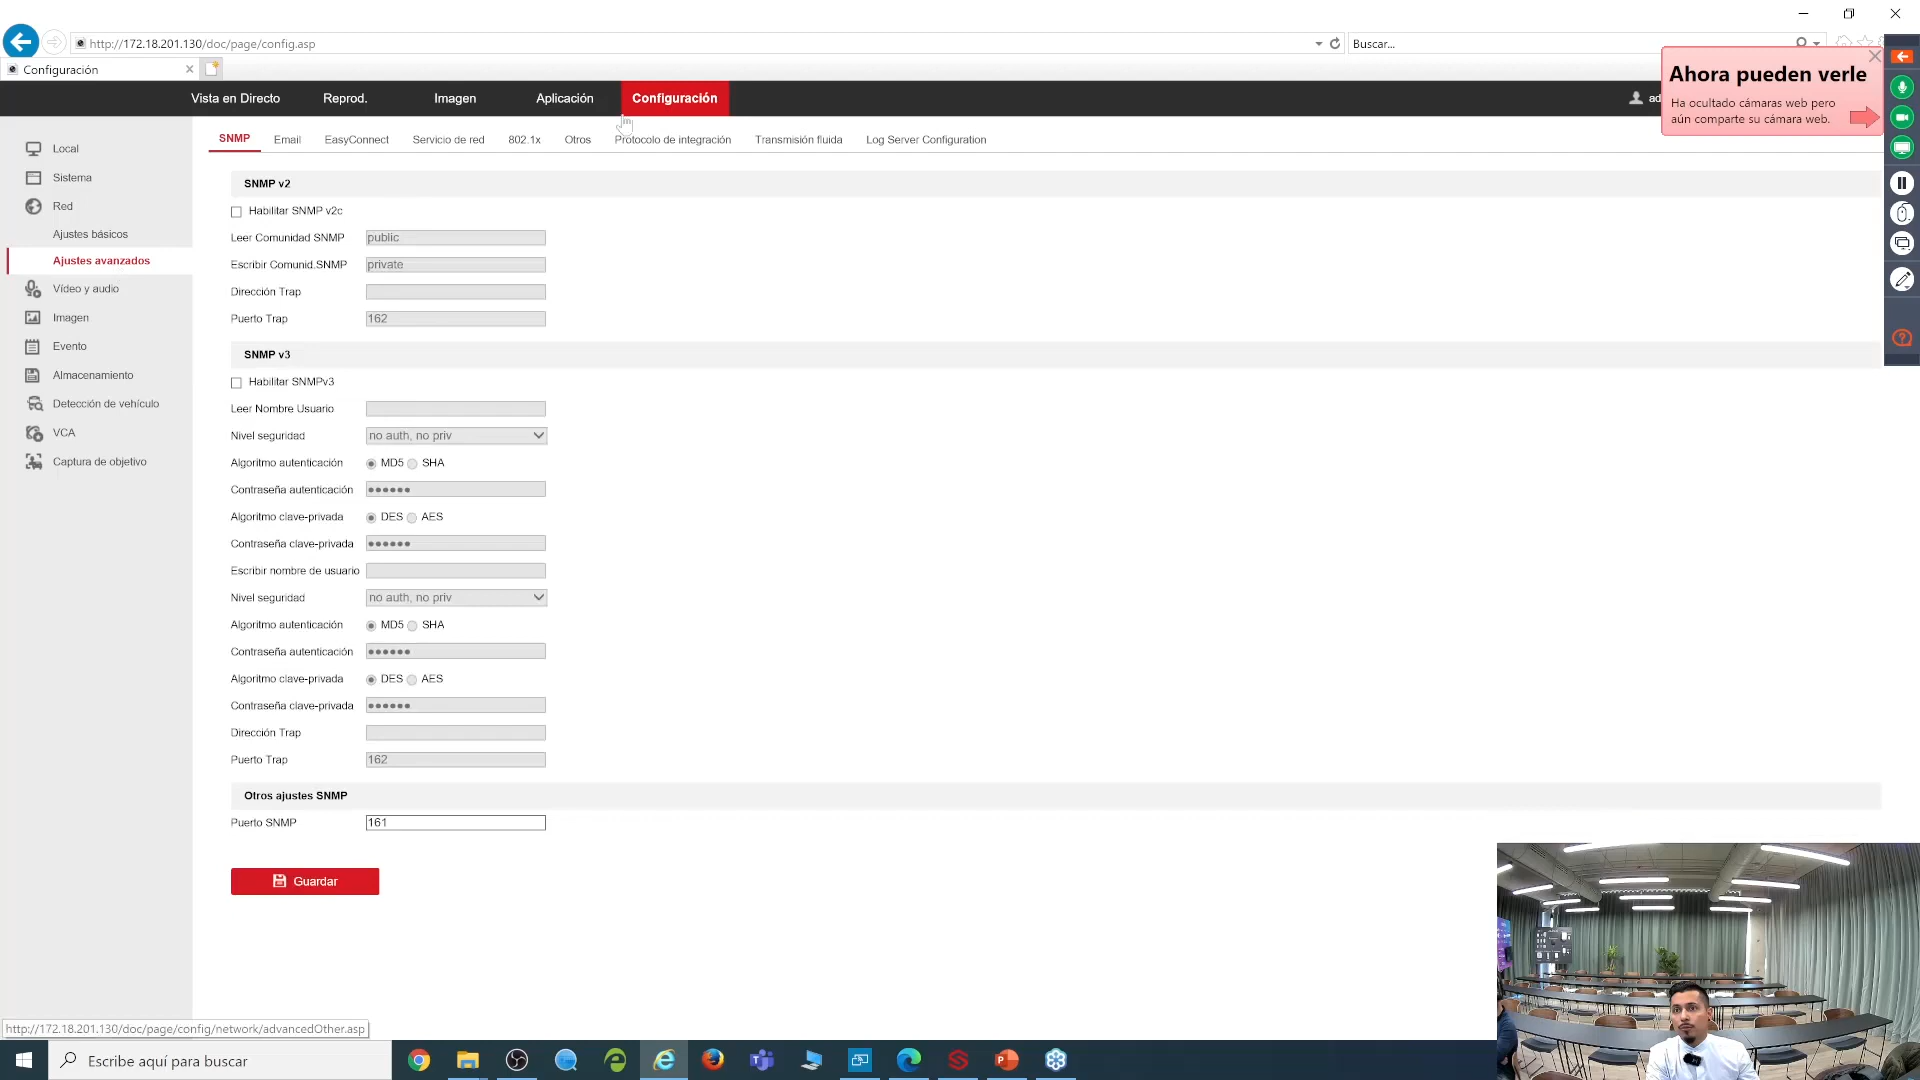 http://172.18.201.130/doc/page/config.asp
Buscar...
Configuración
Ahora pueden verle
Ha ocultado cámaras web pero
aún comparte su cámara web.
Vista en Directo
Reprod.
Imagen
Aplicación
Configuración
ad
SNMP
Email
EasyConnect
Servicio de red
802.1x
Otros
Protocolo de integración
Transmisión fluida
Log Server Configuration
Local
Sistema
Red
Ajustes básicos
Ajustes avanzados
Vídeo y audio
Imagen
Evento
Almacenamiento
Detección de vehículo
VCA
Captura de objetivo
SNMP v2
Habilitar SNMP v2c
Leer Comunidad SNMP public
Escribir Comunid.SNMP private
Dirección Trap
Puerto Trap 162
SNMP v3
Habilitar SNMPv3
Leer Nombre Usuario
Nivel seguridad no auth, no priv
Algoritmo autenticación MD5 SHA
Contraseña autenticación ••••••
Algoritmo clave-privada DES AES
Contraseña clave-privada ••••••
Escribir nombre de usuario
Nivel seguridad no auth, no priv
Algoritmo autenticación MD5 SHA
Contraseña autenticación ••••••
Algoritmo clave-privada DES AES
Contraseña clave-privada ••••••
Dirección Trap
Puerto Trap 162
Otros ajustes SNMP
Puerto SNMP 161
Guardar
http://172.18.201.130/doc/page/config/network/advancedOther.asp
Escribe aquí para buscar